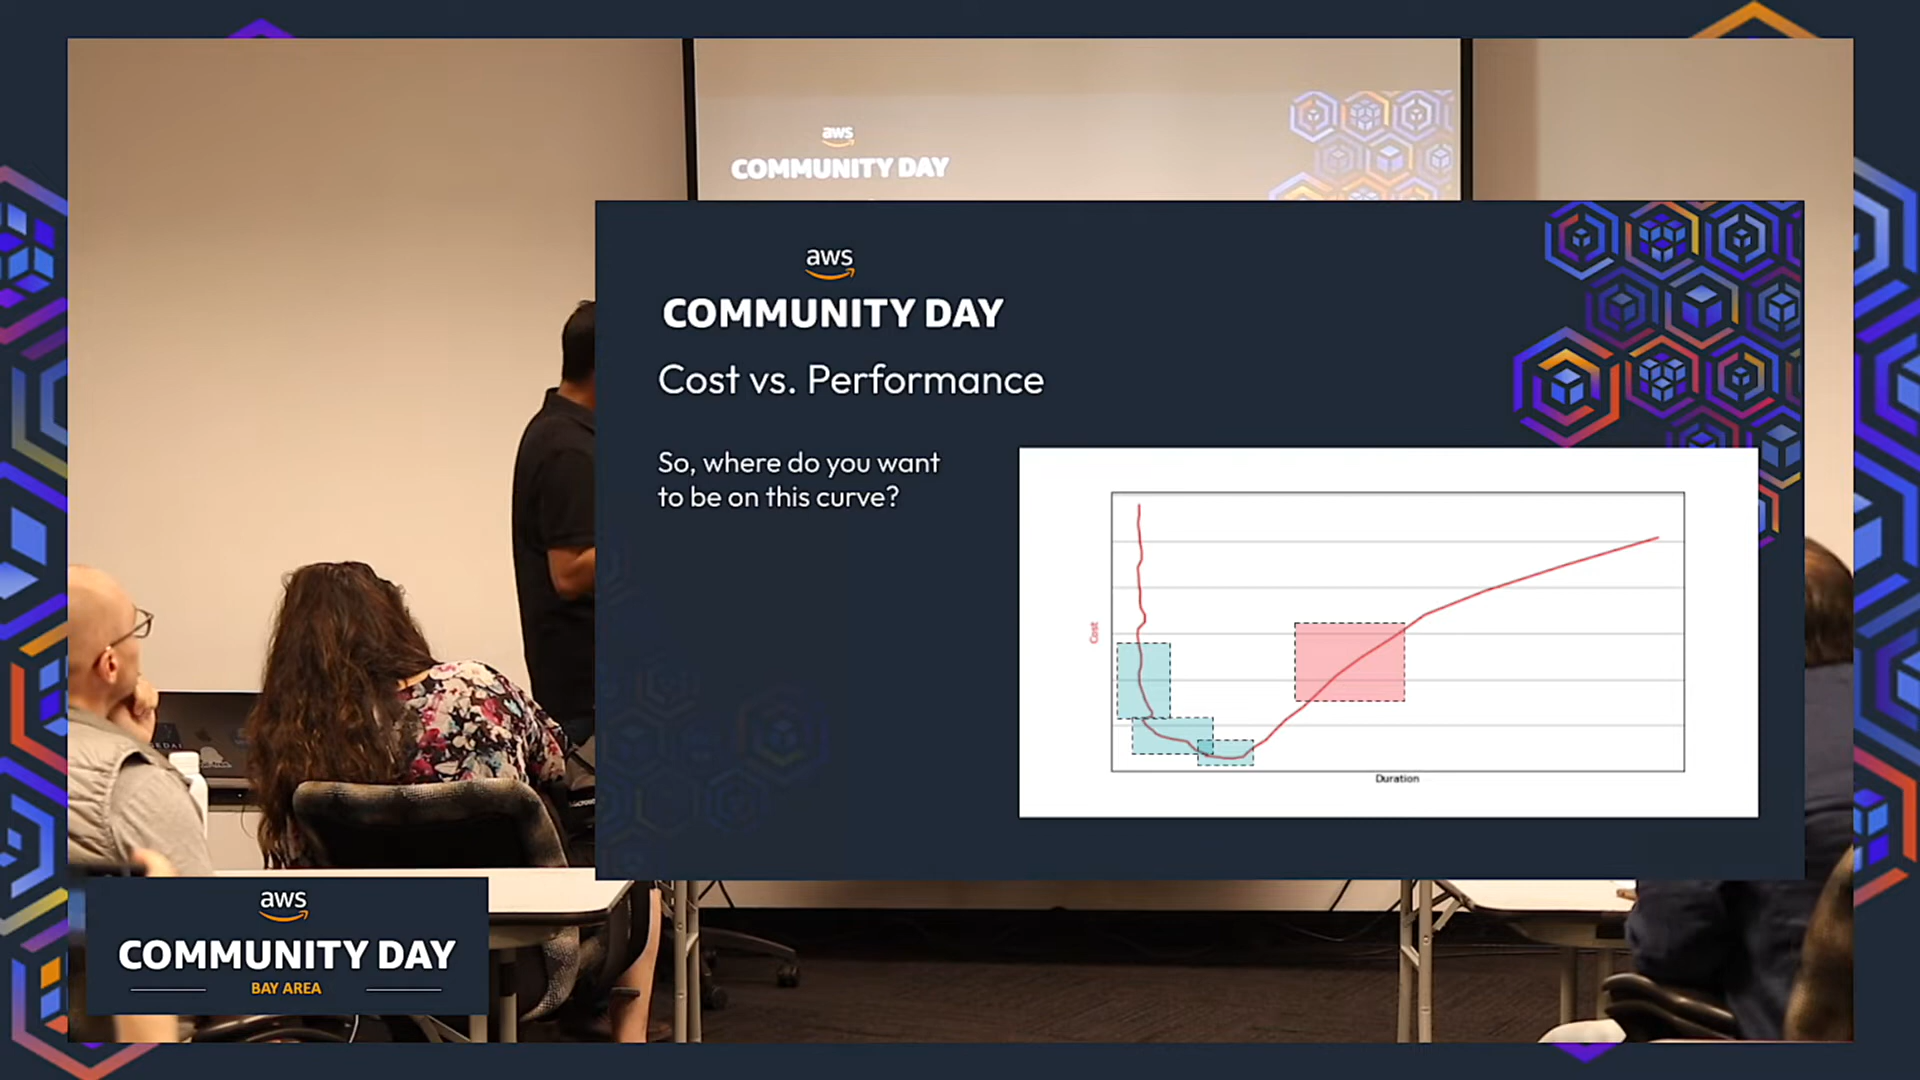 aws
COMMUNITY DAY
aws
COMMUNITY DAY
Cost vs. Performance
So, where do you want
to be on this curve?
Cost
Duration
aws
COMMUNITY DAY
BAY AREA